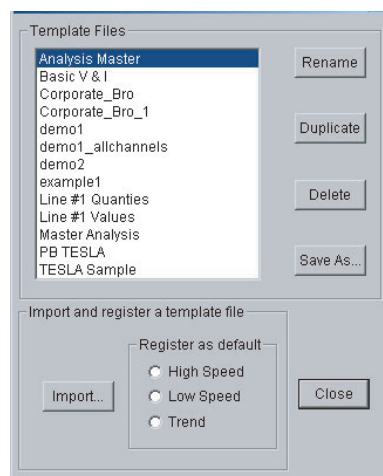 Template Files
Analysis Master
Basic V & I
Corporate_Bro
Corporate_Bro_1
demo1
demo1_allchannels
demo2
example1
Line #1 Quanties
Line #1 Values
Master Analysis
PB TESLA
TESLA Sample
Rename
Duplicate
Delete
Save As...
Import and register a template file
Import...
Register as default
High Speed
Low Speed
Trend
Close